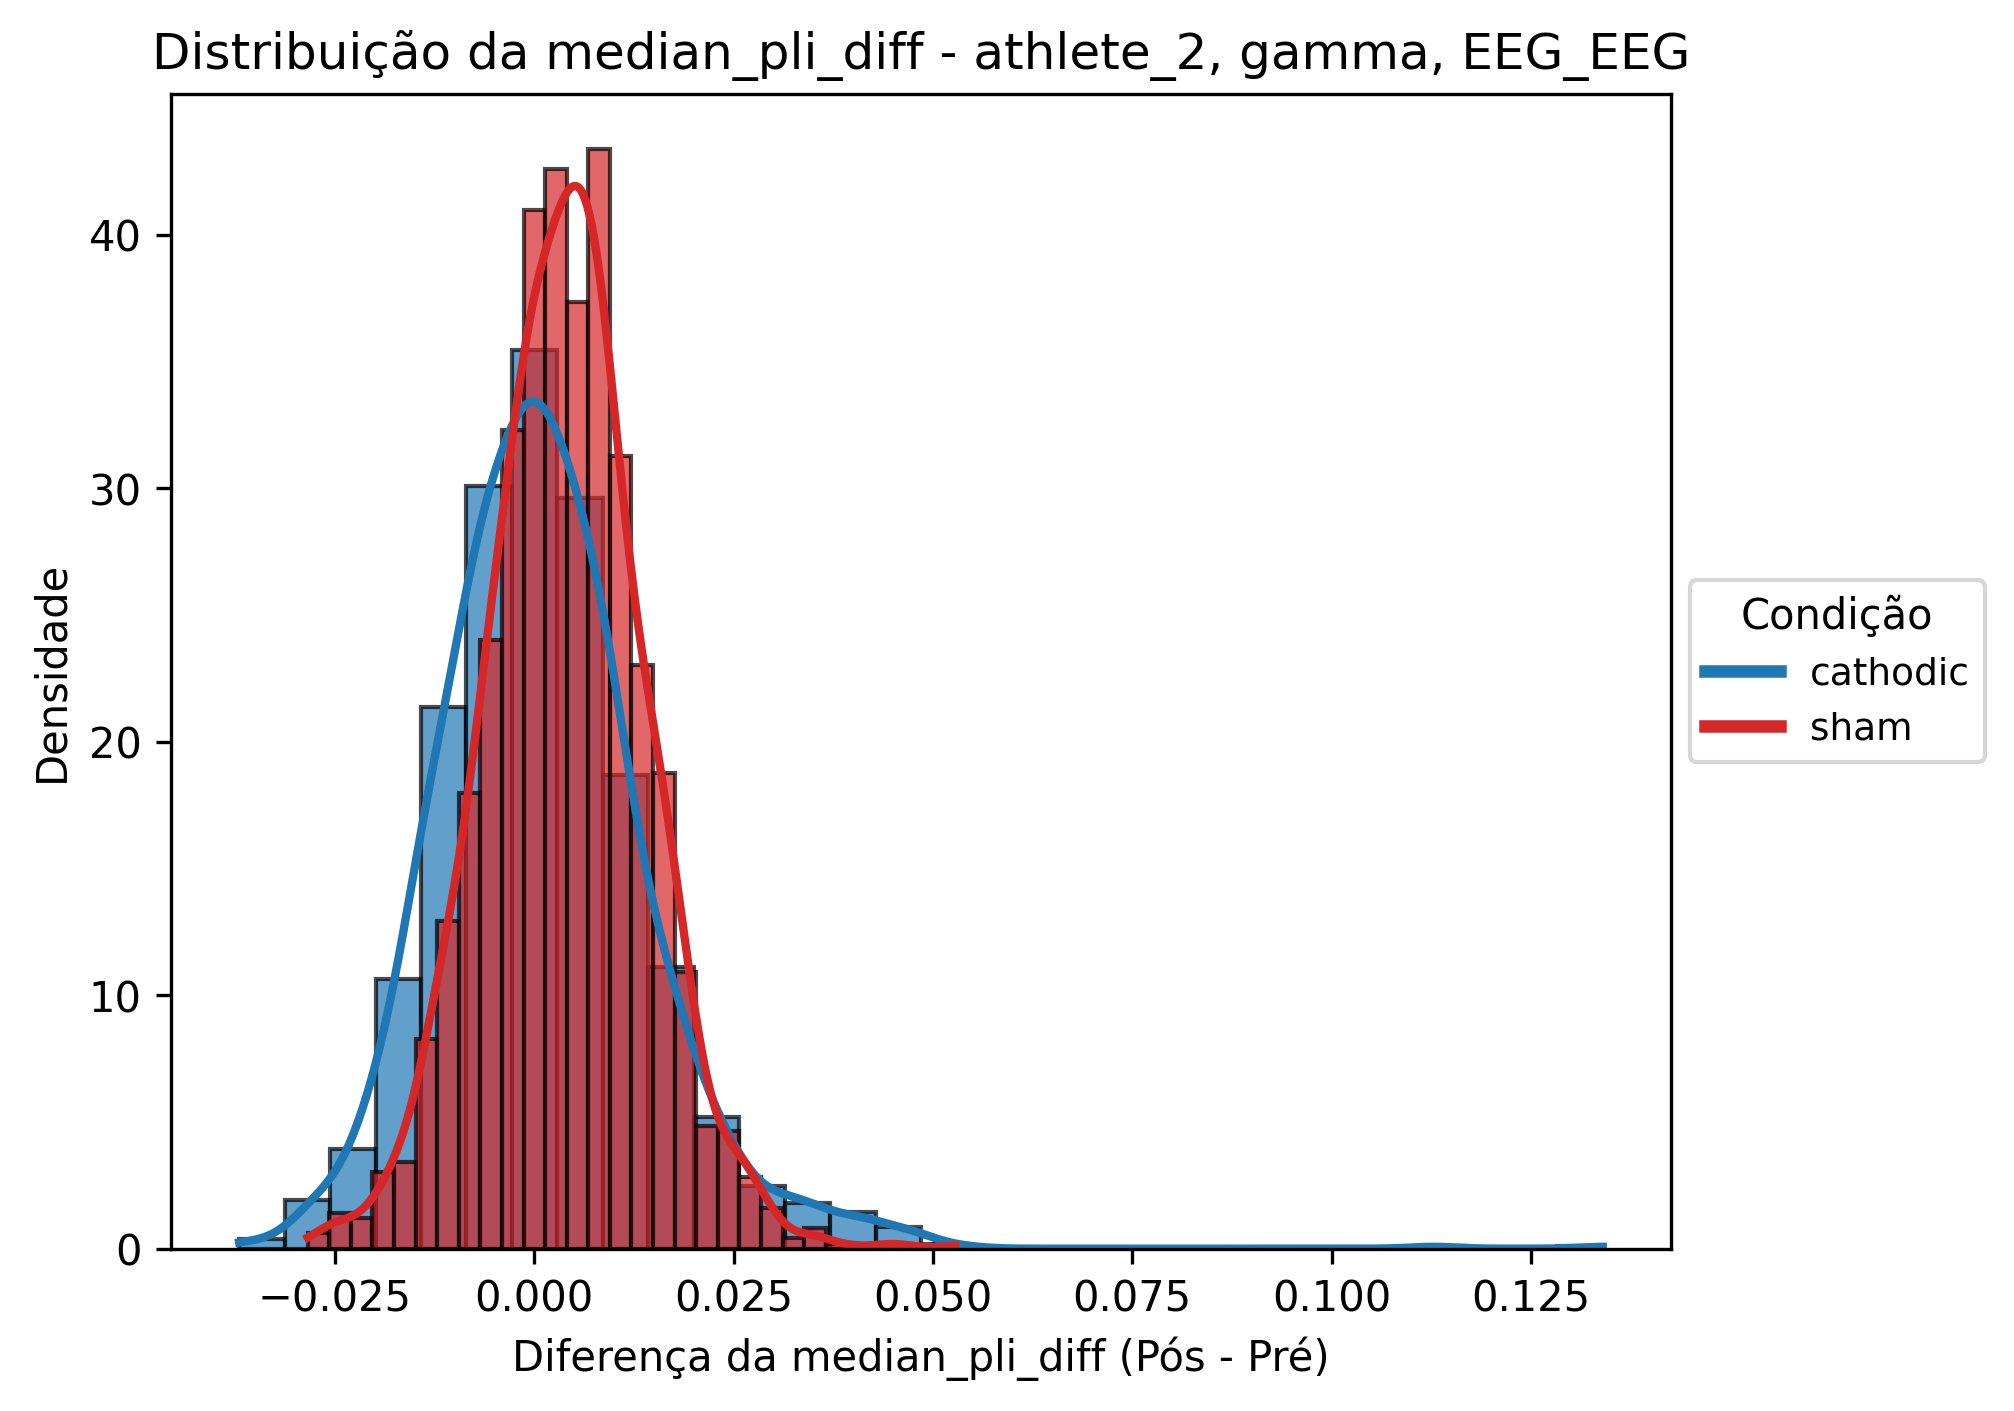 Distribuição da median_pli_diff - athlete_2, gamma, EEG_EEG
40
30
20
10
0
Densidade
−0.025 0.000 0.025 0.050 0.075 0.100 0.125
Diferença da median_pli_diff (Pós - Pré)
Condição
cathodic
sham